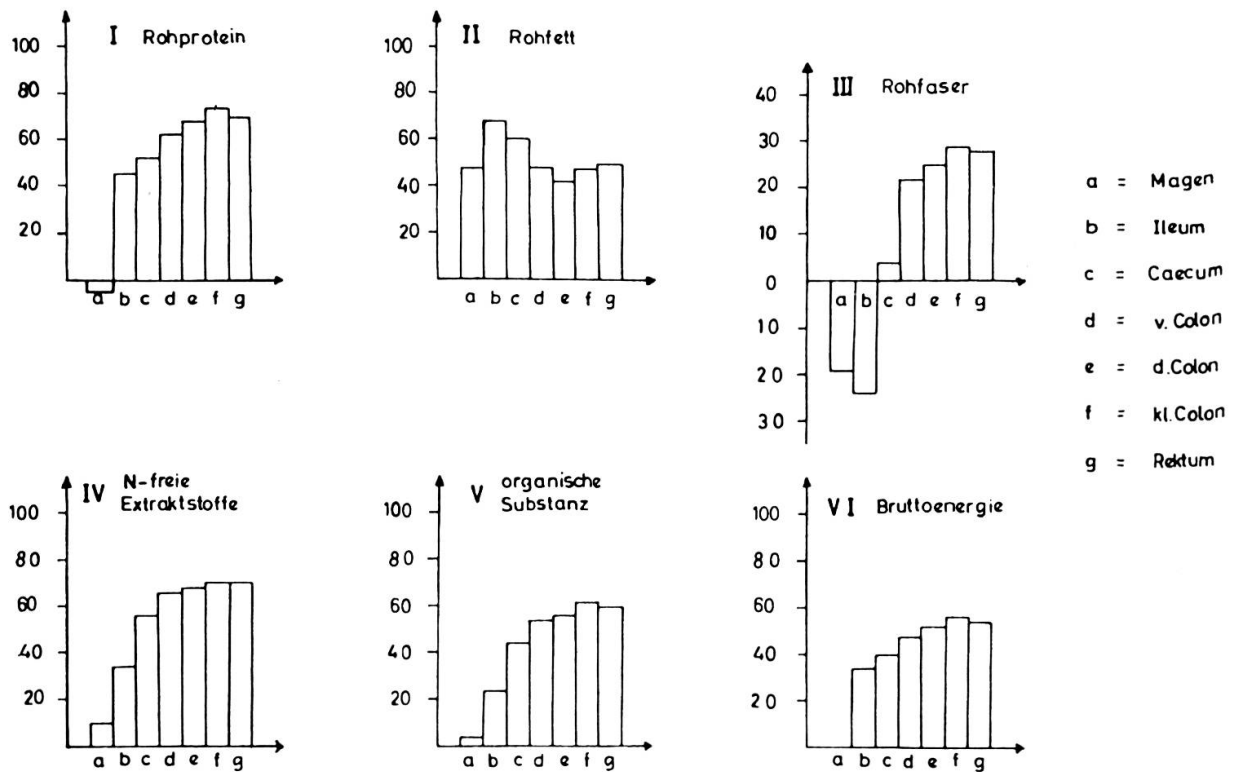 I Rohprotein
100
80
60
40
20
a b c d e f g
II Rohfett
100
80
60
40
20
a b c d e f g
III Rohfaser
40
30
20
10
0
10
20
30
a b c d e f g
a = Magen
b = Ileum
c = Caecum
d = v. Colon
e = d. Colon
f = kl. Colon
g = Rektum
IV N-freie
Extraktstoffe
100
80
60
40
20
a b c d e f g
V organische
Substanz
100
80
60
40
20
a b c d e f g
VI Bruttoenergie
100
80
60
40
20
a b c d e f g